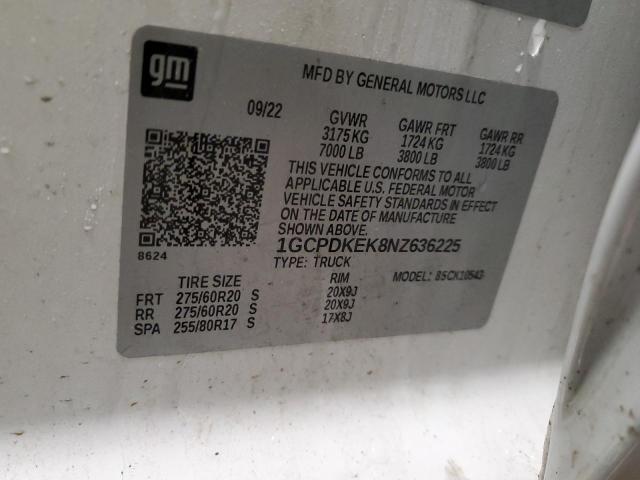 gm
MFD BY GENERAL MOTORS LLC
09/22
GVWR
3175 KG
7000 LB
GAWR FRT
1724 KG
3800 LB
GAWR RR
1724 KG
3800 LB
THIS VEHICLE CONFORMS TO ALL
APPLICABLE U.S. FEDERAL MOTOR
VEHICLE SAFETY STANDARDS IN EFFECT
ON THE DATE OF MANUFACTURE
SHOWN ABOVE.
1GCPDKEK8NZ636225
8624
TYPE: TRUCK
MODEL:
TIRE SIZE RIM
FRT 275/60R20 S 20X9J
RR 275/60R20 S 20X9J
SPA 255/80R17 S 17X8J